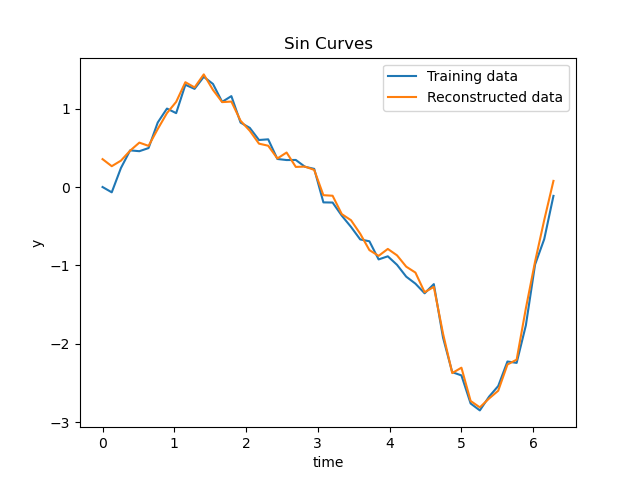 Sin Curves
Training data
Reconstructed data
y
1
0
−1
−2
−3
0 1 2 3 4 5 6
time